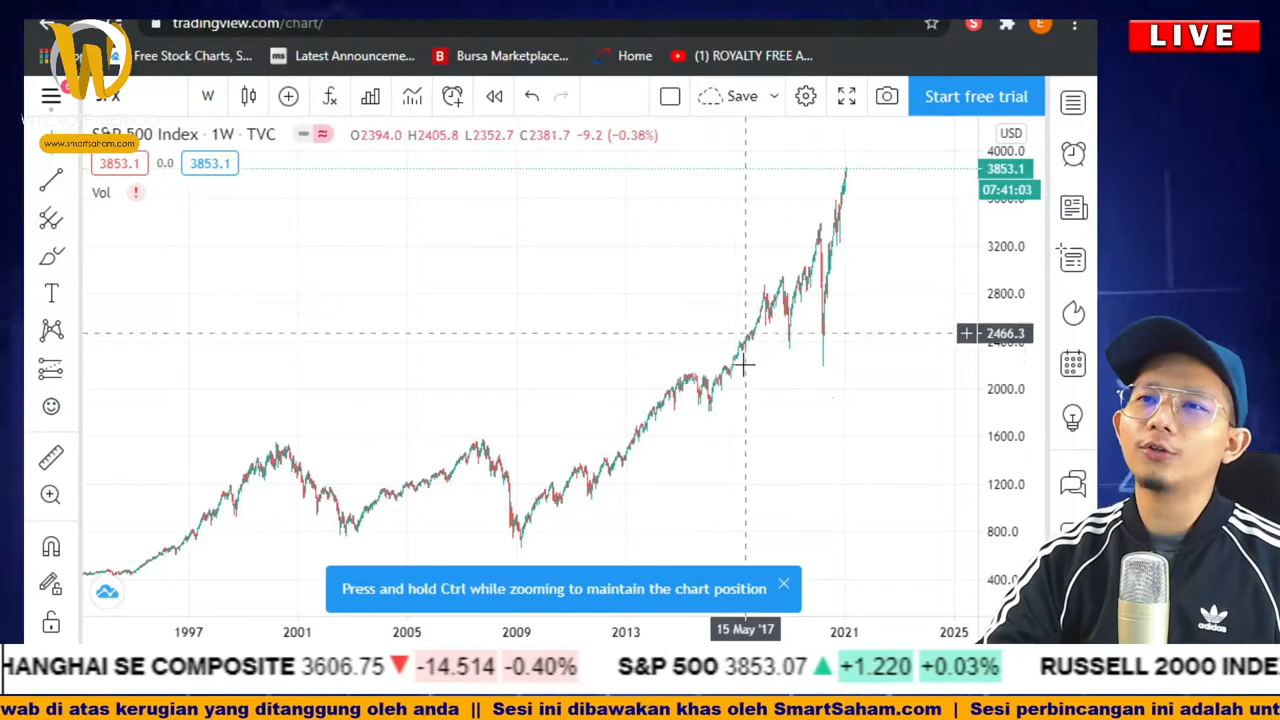 tradingview.com/chart/
LIVE
Free Stock Charts, S...
ms Latest Announceme...
B Bursa Marketplace...
Home
(1) ROYALTY FREE A...
W
Save
Start free trial
www.smartsaham.com
S&P 500 Index · 1W · TVC
O2394.0 H2405.8 L2352.7 C2381.7 −9.2 (−0.38%)
USD
4000.0
3853.1 0.0 3853.1
3853.1
07:41:03
Vol
3200.0
2800.0
2466.3
2000.0
1600.0
1200.0
800.0
400.0
Press and hold Ctrl while zooming to maintain the chart position
1997 2001 2005 2009 2013 15 May '17 2021 2025
adidas
HANGHAI SE COMPOSITE 3606.75 -14.514 -0.40% S&P 500 3853.07 +1.220 +0.03% RUSSELL 2000 INDE
wab di atas kerugian yang ditanggung oleh anda || Sesi ini dibawakan khas oleh SmartSaham.com | Sesi perbincangan ini adalah unt